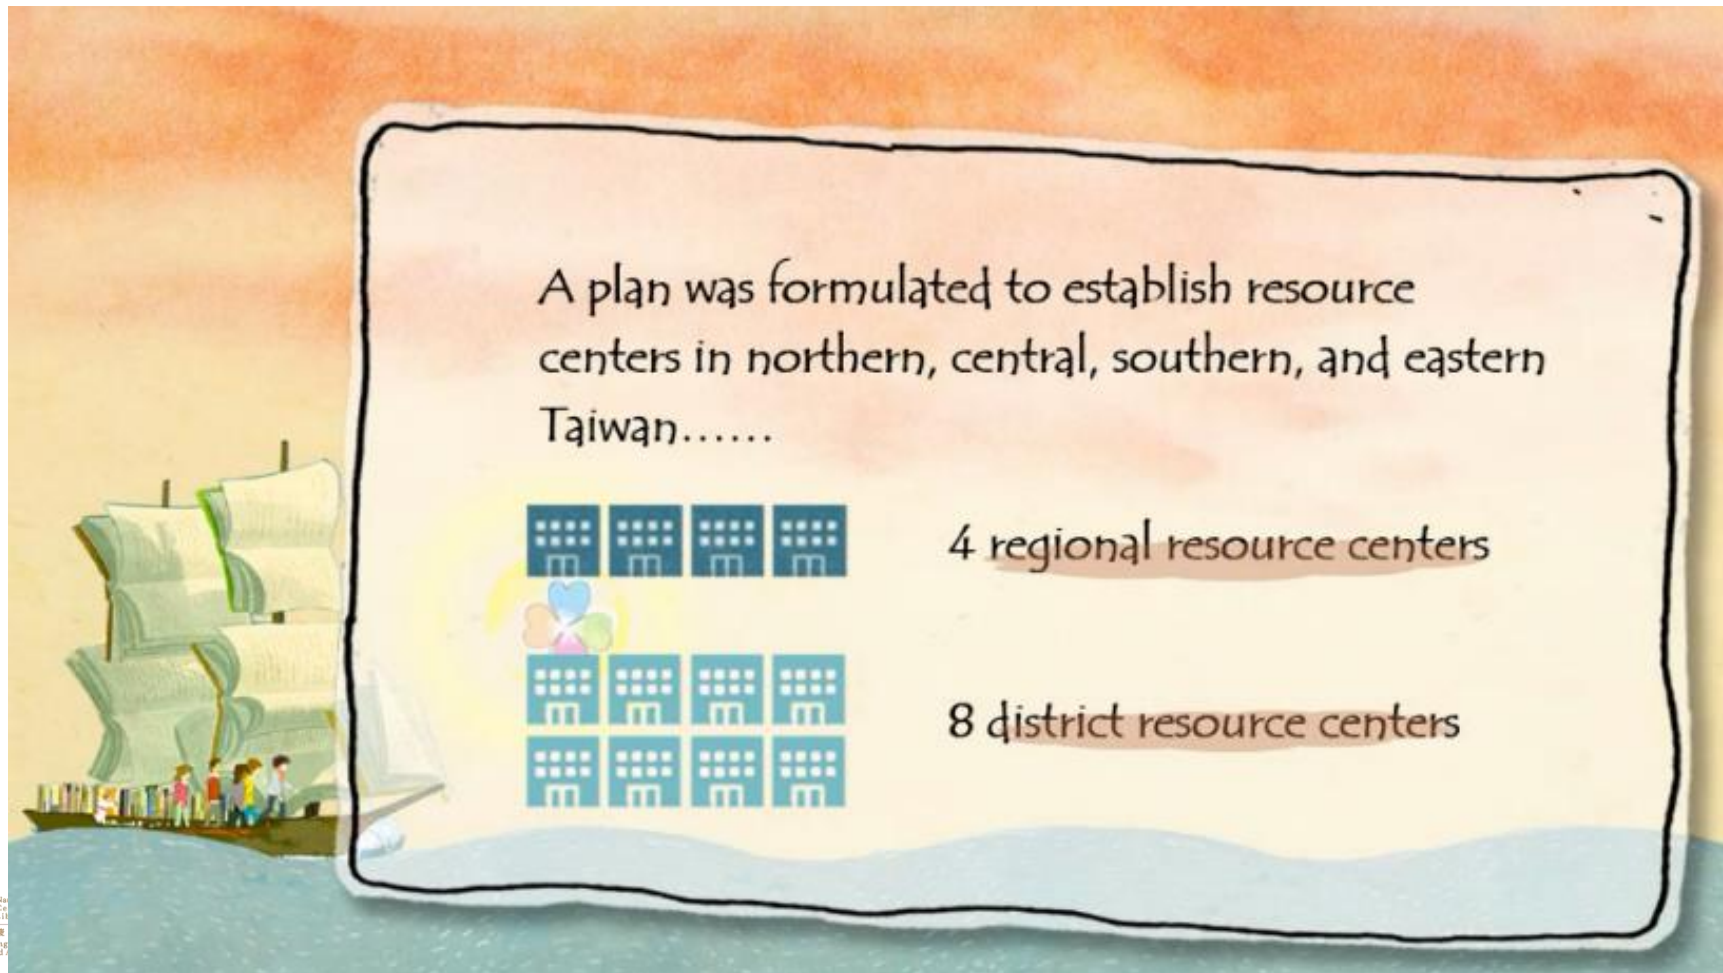 A plan was formulated to establish resource
centers in northern, central, southern, and eastern
Taiwan......
4 regional resource centers
8 district resource centers